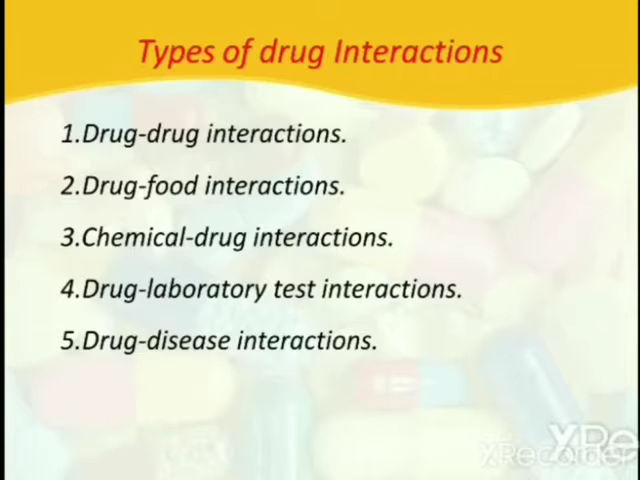 Types of drug Interactions
1.Drug-drug interactions.
2.Drug-food interactions.
3.Chemical-drug interactions.
4.Drug-laboratory test interactions.
5.Drug-disease interactions.
XRe
XRecorder